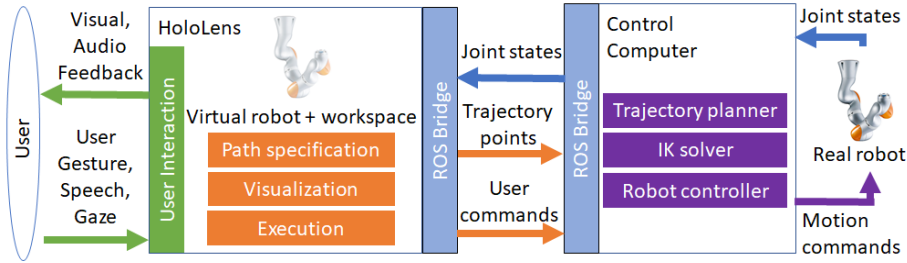 User
Visual,
Audio
Feedback
User
Gesture,
Speech,
Gaze
User Interaction
HoloLens
Virtual robot + workspace
Path specification
Visualization
Execution
ROS Bridge
Joint states
Trajectory
points
User
commands
ROS Bridge
Control
Computer
Trajectory planner
IK solver
Robot controller
Joint states
Real robot
Motion
commands